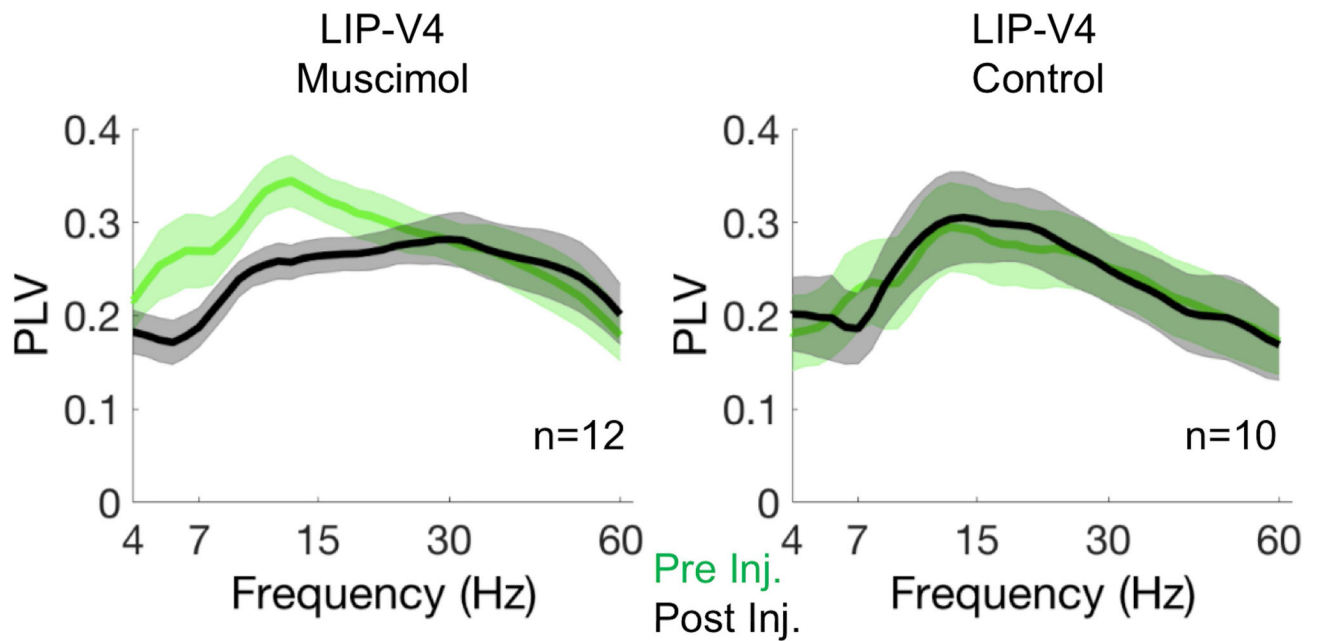 LIP-V4
Muscimol
0.4
0.3
0.2
0.1
0
PLV
n=12
4 7 15 30 60
Frequency (Hz)
LIP-V4
Control
0.4
0.3
0.2
0.1
0
PLV
n=10
4 7 15 30 60
Frequency (Hz)
Pre Inj.
Post Inj.